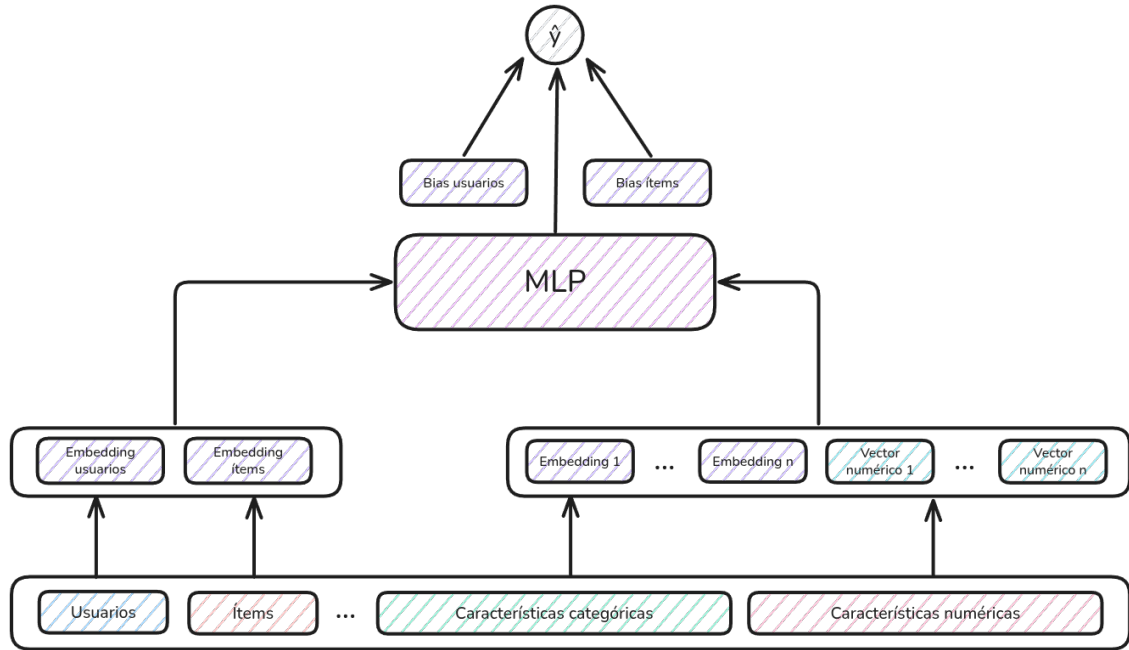 ŷ
Bias usuarios
Bias ítems
MLP
Embedding
usuarios
Embedding
ítems
Embedding 1
...
Embedding n
Vector
numérico 1
...
Vector
numérico n
Usuarios
Ítems
...
Características categóricas
Características numéricas